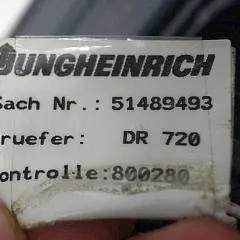 JUNGHEINRICH
Sach Nr.: 51489493
ruefer: DR 720
ontrolle:800280